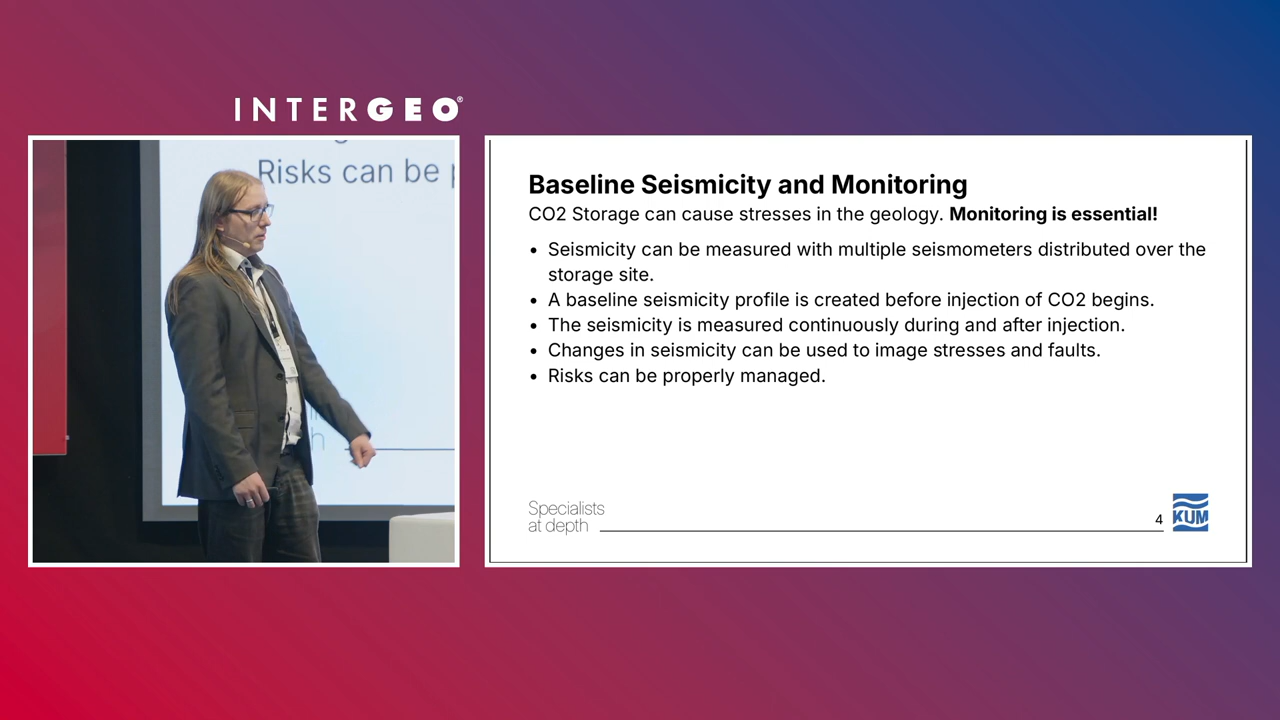 INTERGEO®
Risks can be
Baseline Seismicity and Monitoring
CO2 Storage can cause stresses in the geology. Monitoring is essential!
• Seismicity can be measured with multiple seismometers distributed over the
storage site.
• A baseline seismicity profile is created before injection of CO2 begins.
• The seismicity is measured continuously during and after injection.
• Changes in seismicity can be used to image stresses and faults.
• Risks can be properly managed.
Specialists
at depth
4
KUM